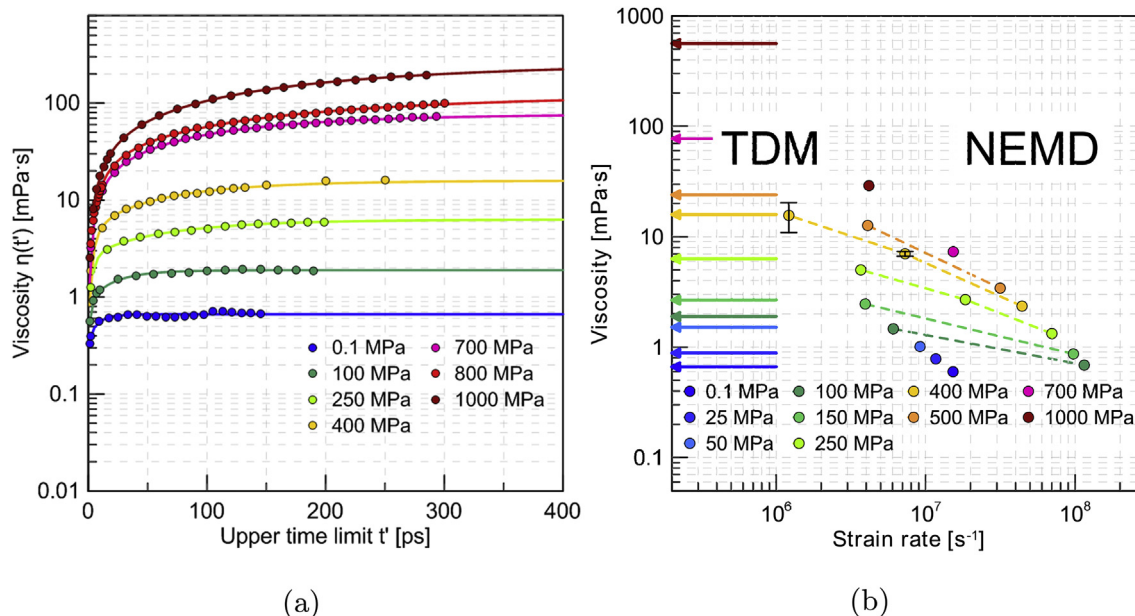 Viscosity η(t') [mPa·s]
100
10
1
0.1
0.01
0.1 MPa
100 MPa
250 MPa
400 MPa
700 MPa
800 MPa
1000 MPa
0 100 200 300 400
Upper time limit t' [ps]
(a)
Viscosity [mPa·s]
1000
100
10
1
0.1
TDM NEMD
0.1 MPa
25 MPa
50 MPa
100 MPa
150 MPa
250 MPa
400 MPa
500 MPa
700 MPa
1000 MPa
10⁶ 10⁷ 10⁸
Strain rate [s⁻¹]
(b)